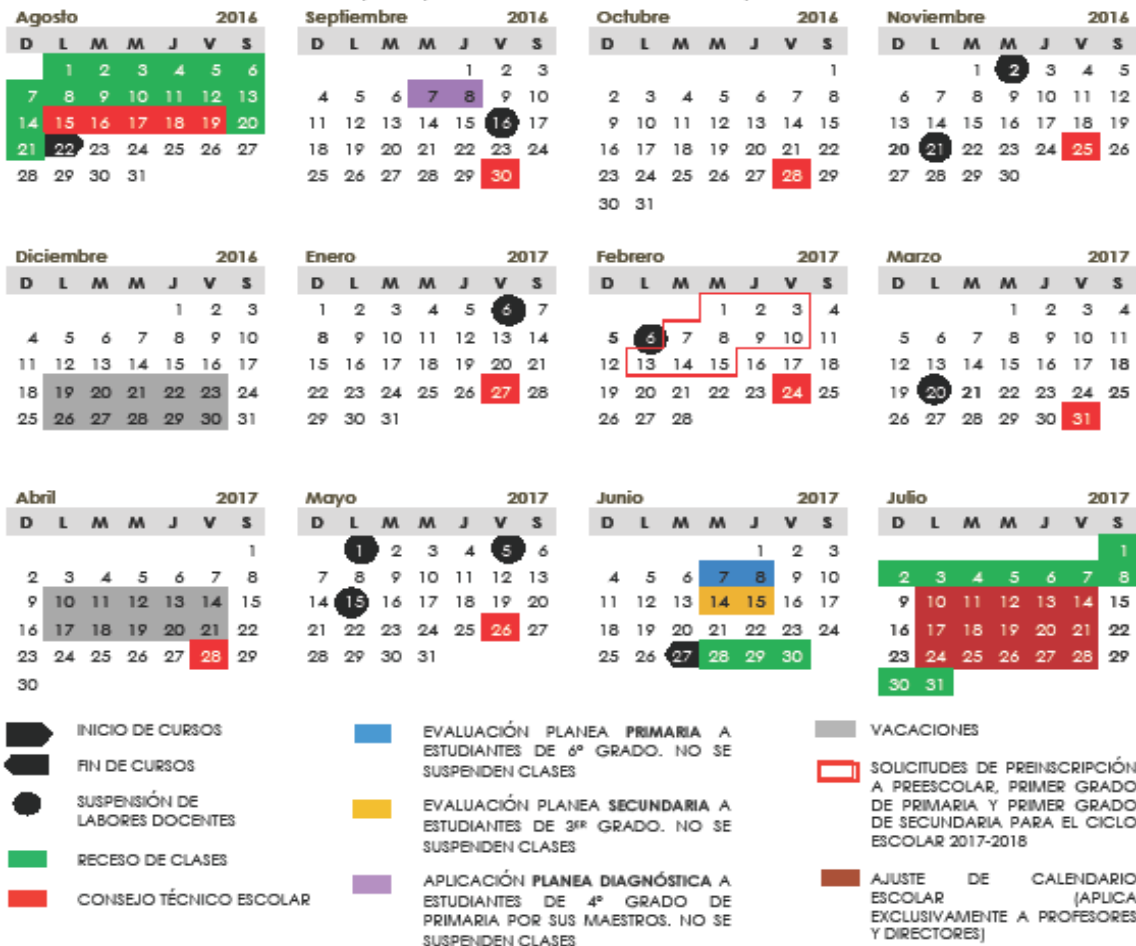 Agosto 2016 Septiembre 2016 Octubre 2016 Noviembre 2016
D L M M J V S D L M M J V S D L M M J V S D L M M J V S
1 2 3 4 5 6 1 2 3 1 1 2 3 4 5
7 8 9 10 11 12 13 4 5 6 7 8 9 10 2 3 4 5 6 7 8 6 7 8 9 10 11 12
14 15 16 17 18 19 20 11 12 13 14 15 16 17 9 10 11 12 13 14 15 13 14 15 16 17 18 19
21 22 23 24 25 26 27 18 19 20 21 22 23 24 16 17 18 19 20 21 22 20 21 22 23 24 25 26
28 29 30 31 25 26 27 28 29 30 23 24 25 26 27 28 29 27 28 29 30
30 31
Diciembre 2016 Enero 2017 Febrero 2017 Marzo 2017
D L M M J V S D L M M J V S D L M M J V S D L M M J V S
1 2 3 1 2 3 4 5 6 7 1 2 3 4 1 2 3 4
4 5 6 7 8 9 10 8 9 10 11 12 13 14 5 6 7 8 9 10 11 5 6 7 8 9 10 11
11 12 13 14 15 16 17 15 16 17 18 19 20 21 12 13 14 15 16 17 18 12 13 14 15 16 17 18
18 19 20 21 22 23 24 22 23 24 25 26 27 28 19 20 21 22 23 24 25 19 20 21 22 23 24 25
25 26 27 28 29 30 31 29 30 31 26 27 28 26 27 28 29 30 31
Abril 2017 Mayo 2017 Junio 2017 Julio 2017
D L M M J V S D L M M J V S D L M M J V S D L M M J V S
1 1 2 3 4 5 6 1 2 3 1
2 3 4 5 6 7 8 7 8 9 10 11 12 13 4 5 6 7 8 9 10 2 3 4 5 6 7 8
9 10 11 12 13 14 15 14 15 16 17 18 19 20 11 12 13 14 15 16 17 9 10 11 12 13 14 15
16 17 18 19 20 21 22 21 22 23 24 25 26 27 18 19 20 21 22 23 24 16 17 18 19 20 21 22
23 24 25 26 27 28 29 28 29 30 31 25 26 27 28 29 30 23 24 25 26 27 28 29
30 30 31
INICIO DE CURSOS
FIN DE CURSOS
SUSPENSIÓN DE
LABORES DOCENTES
RECESO DE CLASES
CONSEJO TÉCNICO ESCOLAR
EVALUACIÓN PLANEA PRIMARIA A
ESTUDIANTES DE 6º GRADO. NO SE
SUSPENDEN CLASES
EVALUACIÓN PLANEA SECUNDARIA A
ESTUDIANTES DE 3ER GRADO. NO SE
SUSPENDEN CLASES
APLICACIÓN PLANEA DIAGNÓSTICA A
ESTUDIANTES DE 4º GRADO DE
PRIMARIA POR SUS MAESTROS. NO SE
SUSPENDEN CLASES
VACACIONES
SOLICITUDES DE PREINSCRIPCIÓN
A PREESCOLAR, PRIMER GRADO
DE PRIMARIA Y PRIMER GRADO
DE SECUNDARIA PARA EL CICLO
ESCOLAR 2017-2018
AJUSTE DE CALENDARIO
ESCOLAR (APLICA
EXCLUSIVAMENTE A PROFESORES
Y DIRECTORES)